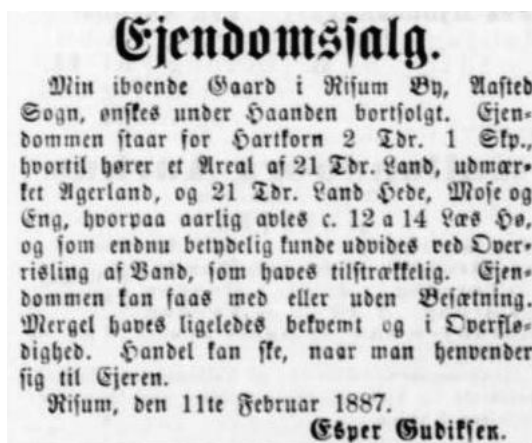 Ejendomssalg.
Min iboende Gaard i Risum By, Aasted
Sogn, ønskes under Haanden bortsolgt. Ejen-
dommen staar for Hartkorn 2 Tdr. 1 Skp.,
hvortil hører et Areal af 21 Tdr. Land, udmær-
ket Agerland, og 21 Tdr. Land Hede, Mose og
Eng, hvorpaa aarlig avles c. 12 a 14 Læs Hø,
og som endnu betydelig kunde udvides ved Over-
risling af Vand, som haves tilstrækkelig. Ejen-
dommen kan faas med eller uden Besætning.
Mergel haves ligeledes bekvemt og i Overflø-
dighed. Handel kan ske, naar man henvender
sig til Ejeren.
Risum, den 11te Februar 1887.
Esper Gudiksen.